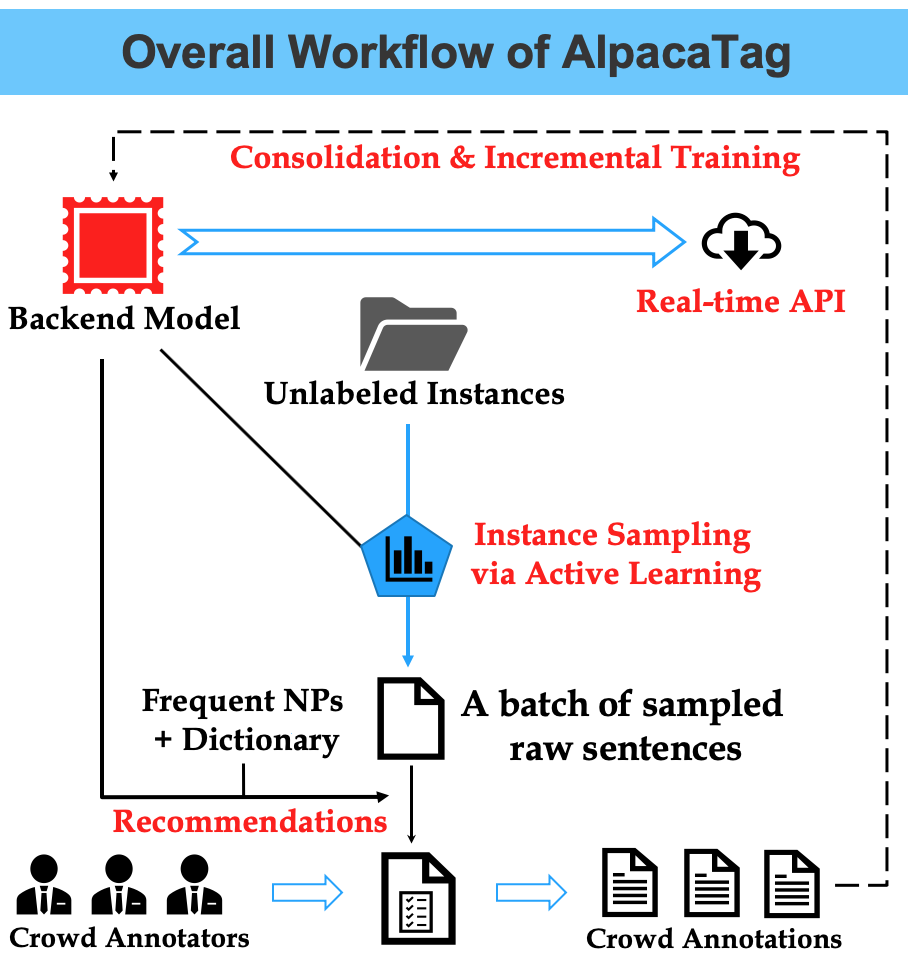 Overall Workflow of AlpacaTag
Consolidation & Incremental Training
Backend Model
Real-time API
Unlabeled Instances
Instance Sampling
via Active Learning
Frequent NPs
+ Dictionary
A batch of sampled
raw sentences
Recommendations
Crowd Annotators
Crowd Annotations